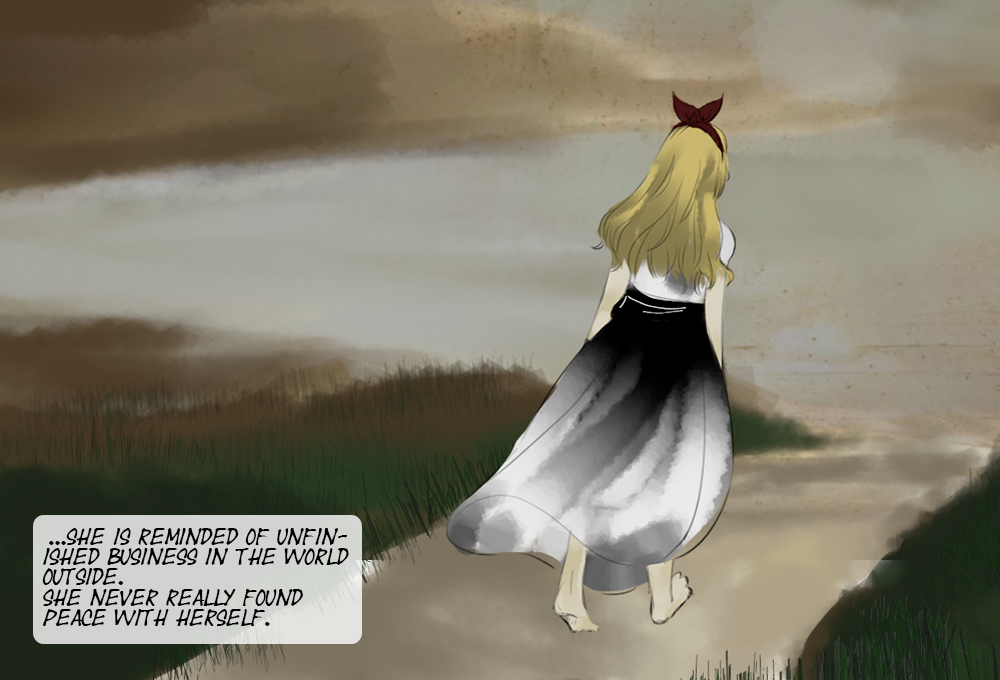 ...SHE IS REMINDED OF UNFIN-
ISHED BUSINESS IN THE WORLD
OUTSIDE.
SHE NEVER REALLY FOUND
PEACE WITH HERSELF.